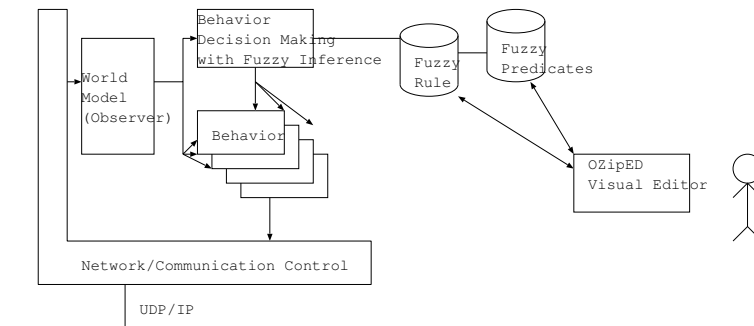 Behavior
Decision Making
with Fuzzy Inference
Fuzzy
Rule
Fuzzy
Predicates
World
Model
(Observer)
Behavior
OZipED
Visual Editor
Network/Communication Control
UDP/IP